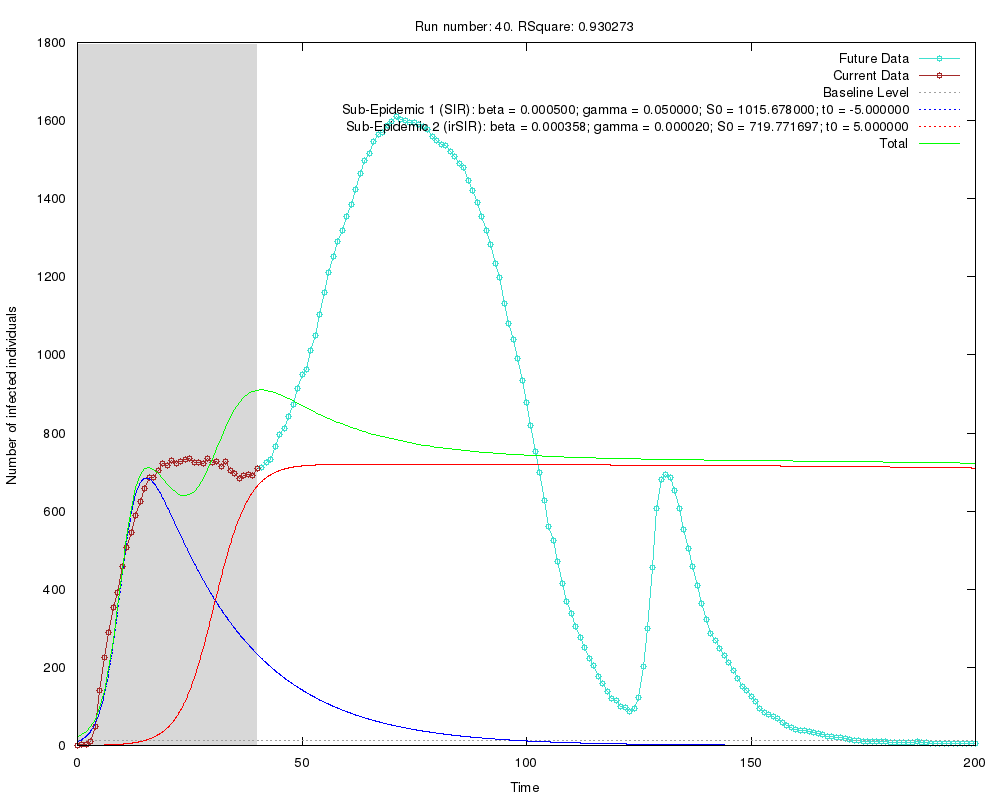 Run number: 40. RSquare: 0.930273
1800
1600
1400
1200
1000
800
600
400
200
0
Number of infected individuals
Future Data
Current Data
Baseline Level
Sub-Epidemic 1 (SIR): beta = 0.000500; gamma = 0.050000; S0 = 1015.678000; t0 = -5.000000
Sub-Epidemic 2 (irSIR): beta = 0.000358; gamma = 0.000020; S0 = 719.771697; t0 = 5.000000
Total
0 50 100 150 200
Time